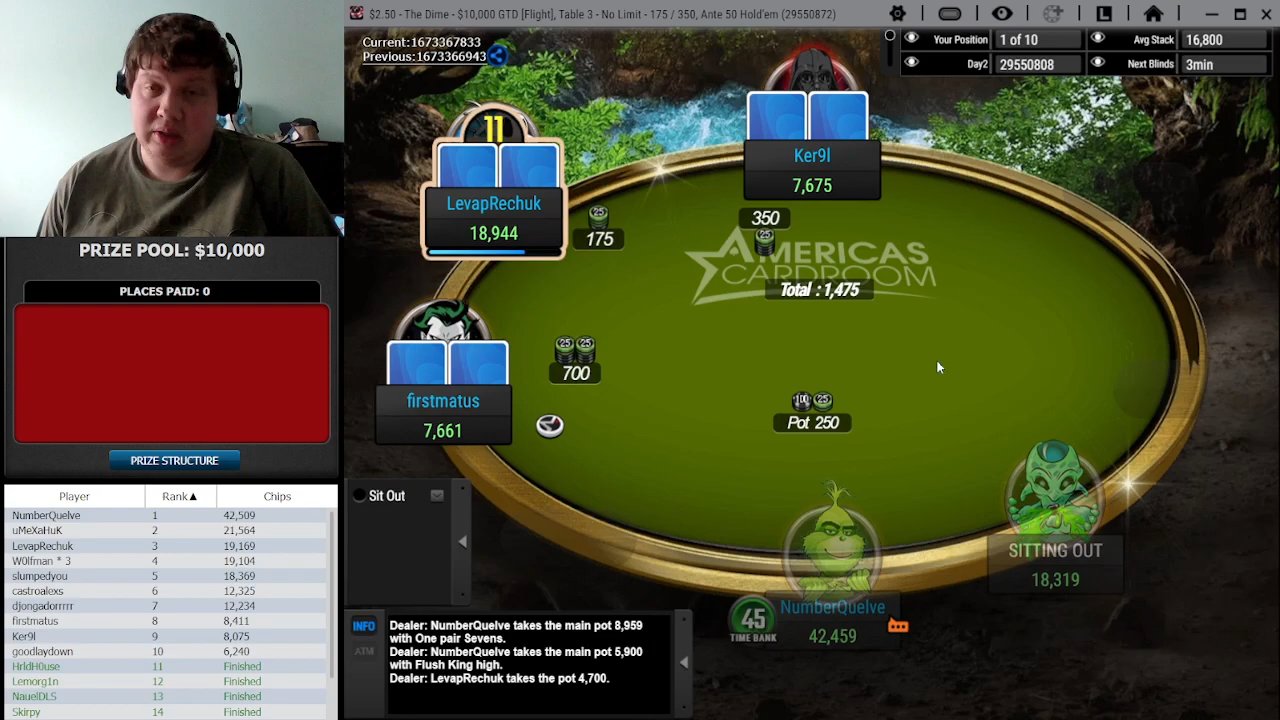 $2.50 - The Dime - $10,000 GTD [Flight], Table 3 - No Limit - 175 / 350, Ante 50 Hold'em (29550872)
Current:1673367833
Previous:1673366943
Your Position 1 of 10 Avg Stack 16,800
Day2 29550808 Next Blinds 3min
11
LevapRechuk
18,944
175
Ker9l
7,675
350
AMERICAS
CARDROOM
Total : 1,475
firstmatus
7,661
700
Pot 250
SITTING OUT
18,319
45
TIME BANK
NumberQuelve
42,459
Sit Out
INFO
ATM
Dealer: NumberQuelve takes the main pot 8,959
with One pair Sevens.
Dealer: NumberQuelve takes the main pot 5,900
with Flush King high.
Dealer: LevapRechuk takes the pot 4,700.
PRIZE POOL: $10,000
PLACES PAID: 0
PRIZE STRUCTURE
Player Rank▲ Chips
NumberQuelve 1 42,509
uMeXaHuK 2 21,564
LevapRechuk 3 19,169
W0lfman * 3 4 19,104
slumpedyou 5 18,369
castroalexs 6 12,325
djongadorrrrr 7 12,234
firstmatus 8 8,411
Ker9l 9 8,075
goodlaydown 10 6,240
HrldH0use 11 Finished
Lemorg1n 12 Finished
NauelDLS 13 Finished
Skirpy 14 Finished